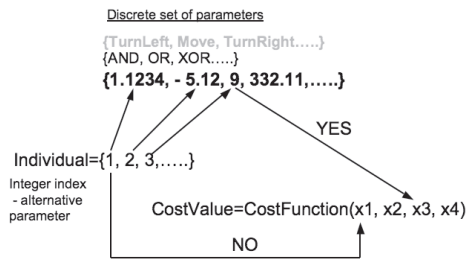 Discrete set of parameters
{TurnLeft, Move, TurnRight.....}
{AND, OR, XOR.....}
{1.1234, - 5.12, 9, 332.11,.....}
YES
Individual={1, 2, 3,.....}
Integer index
- alternative
parameter
CostValue=CostFunction(x1, x2, x3, x4)
NO